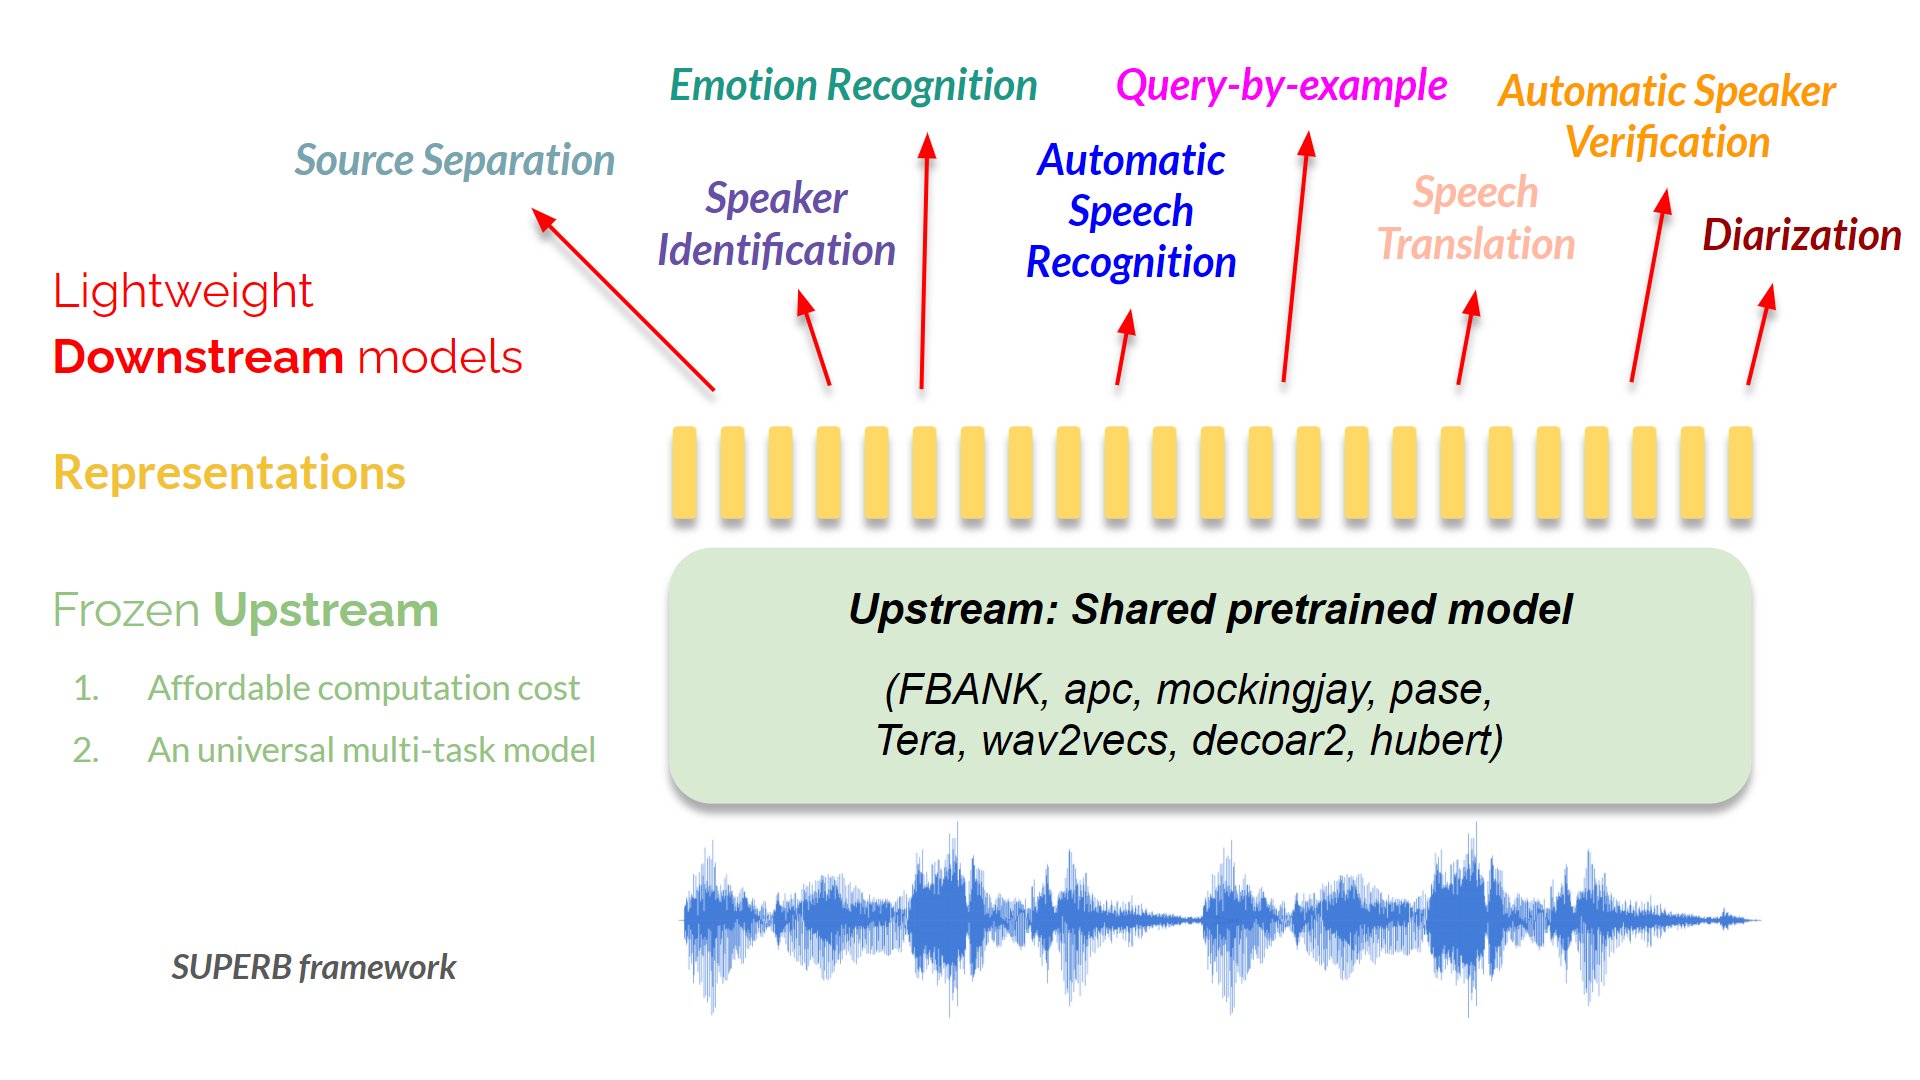 Emotion Recognition
Query-by-example
Automatic Speaker
Verification
Source Separation
Speaker
Identification
Automatic
Speech
Recognition
Speech
Translation
Diarization
Lightweight
Downstream models
Representations
Frozen Upstream
1. Affordable computation cost
2. An universal multi-task model
Upstream: Shared pretrained model
(FBANK, apc, mockingjay, pase,
Tera, wav2vecs, decoar2, hubert)
SUPERB framework